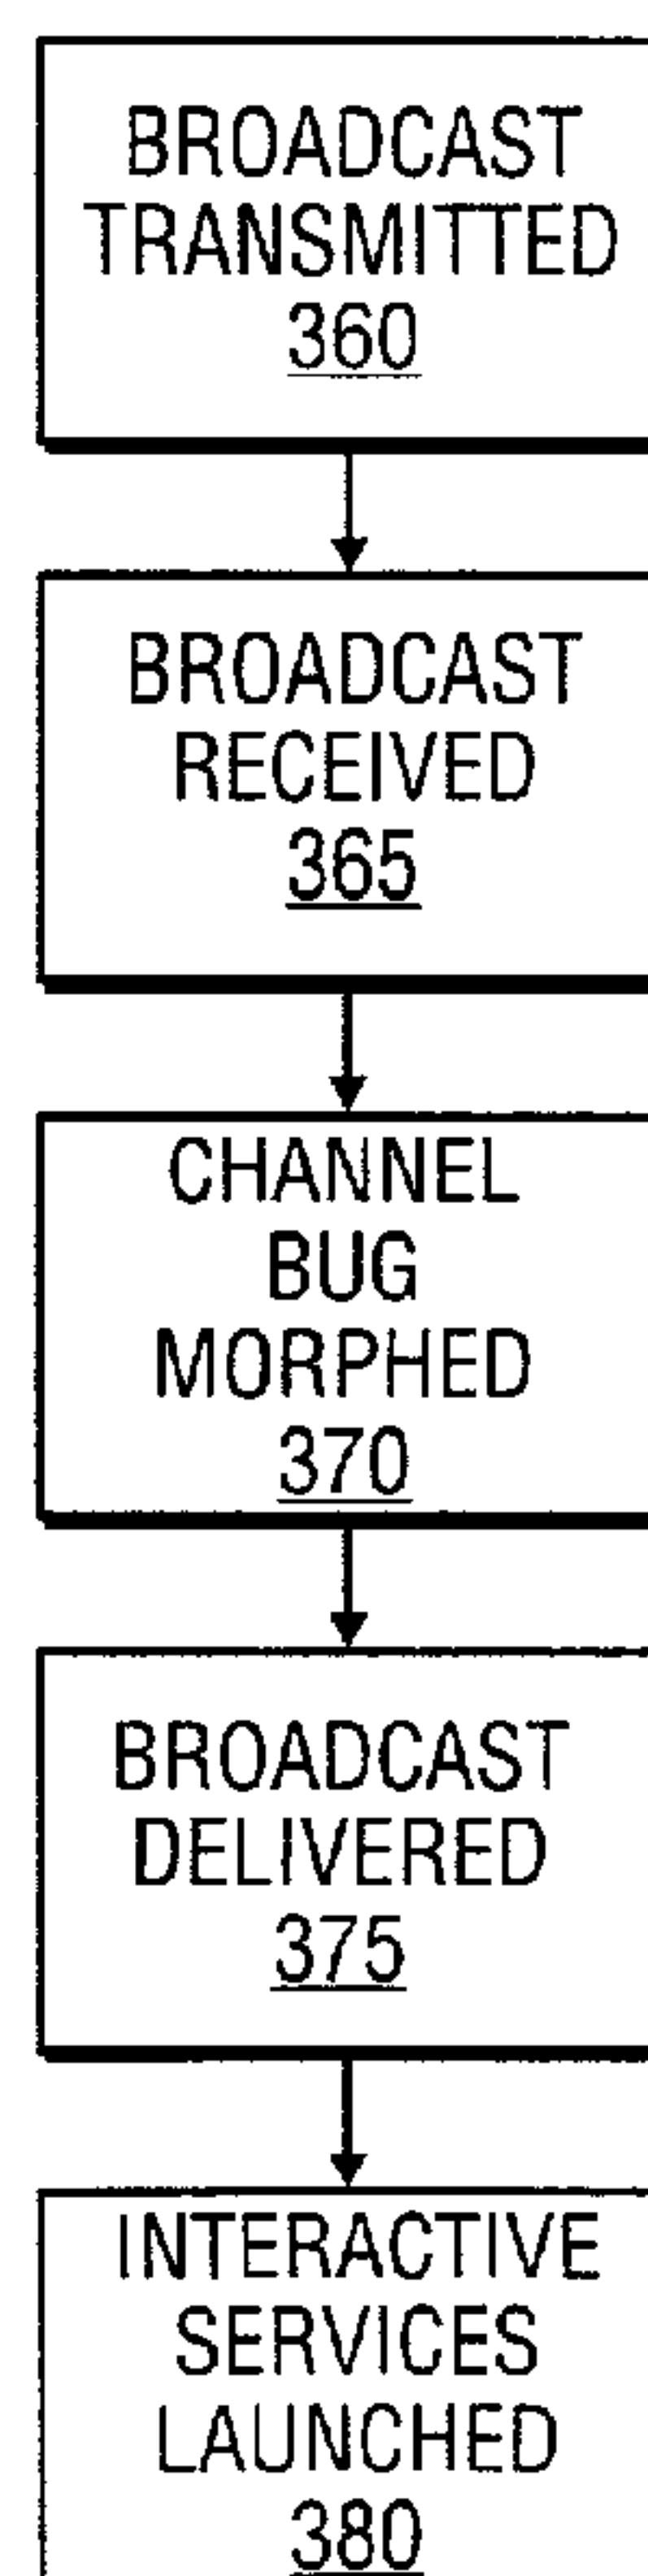 BROADCAST
TRANSMITTED
360
BROADCAST
RECEIVED
365
CHANNEL
BUG
MORPHED
370
BROADCAST
DELIVERED
375
INTERACTIVE
SERVICES
LAUNCHED
380